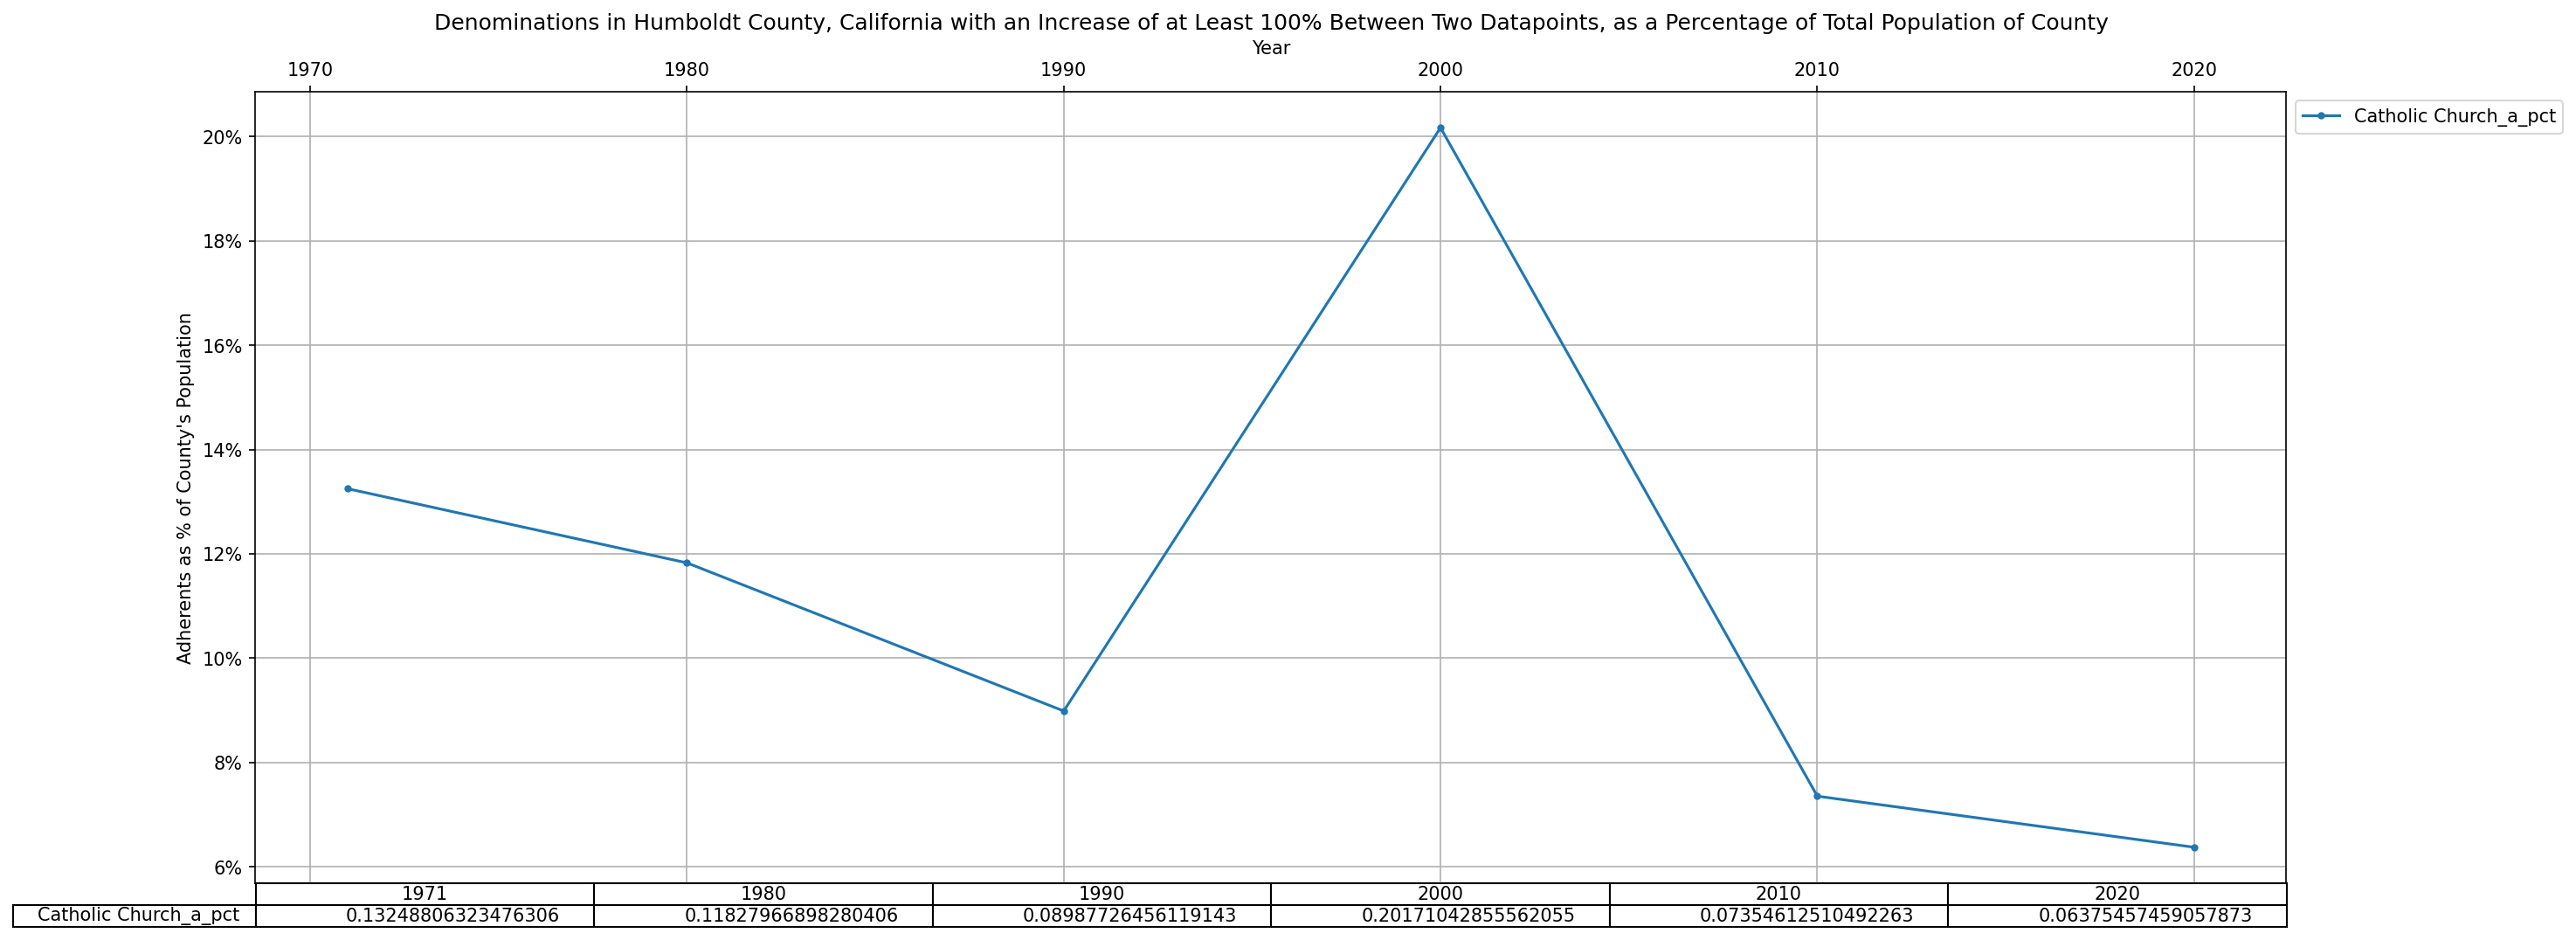 Denominations in Humboldt County, California with an Increase of at Least 100% Between Two Datapoints, as a Percentage of Total Population of County
Year
1970 1980 1990 2000 2010 2020
Catholic Church_a_pct
Adherents as % of County's Population
20%
18%
16%
14%
12%
10%
8%
6%
1971 1980 1990 2000 2010 2020
Catholic Church_a_pct 0.13248806323476306 0.11827966898280406 0.08987726456119143 0.20171042855562055 0.07354612510492263 0.06375457459057873